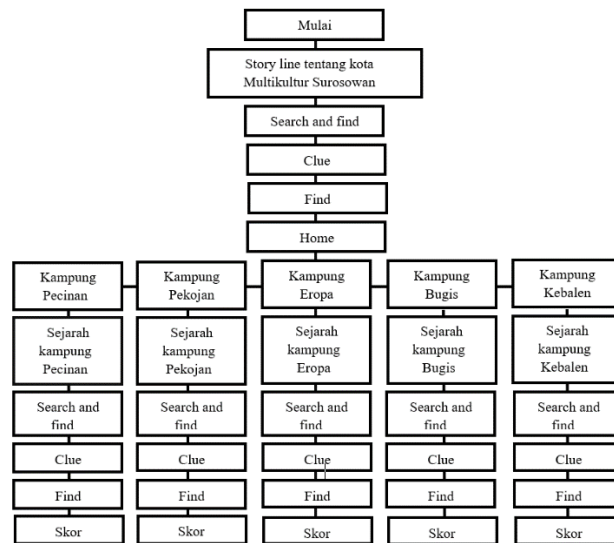 Mulai
Story line tentang kota
Multikultur Surosowan
Search and find
Clue
Find
Home
Kampung
Pecinan
Kampung
Pekojan
Kampung
Eropa
Kampung
Bugis
Kampung
Kebalen
Sejarah
kampung
Pecinan
Sejarah
kampung
Pekojan
Sejarah
kampung
Eropa
Sejarah
kampung
Bugis
Sejarah
kampung
Kebalen
Search and
find
Search and
find
Search and
find
Search and
find
Search and
find
Clue
Clue
Clue
Clue
Clue
Find
Find
Find
Find
Find
Skor
Skor
Skor
Skor
Skor